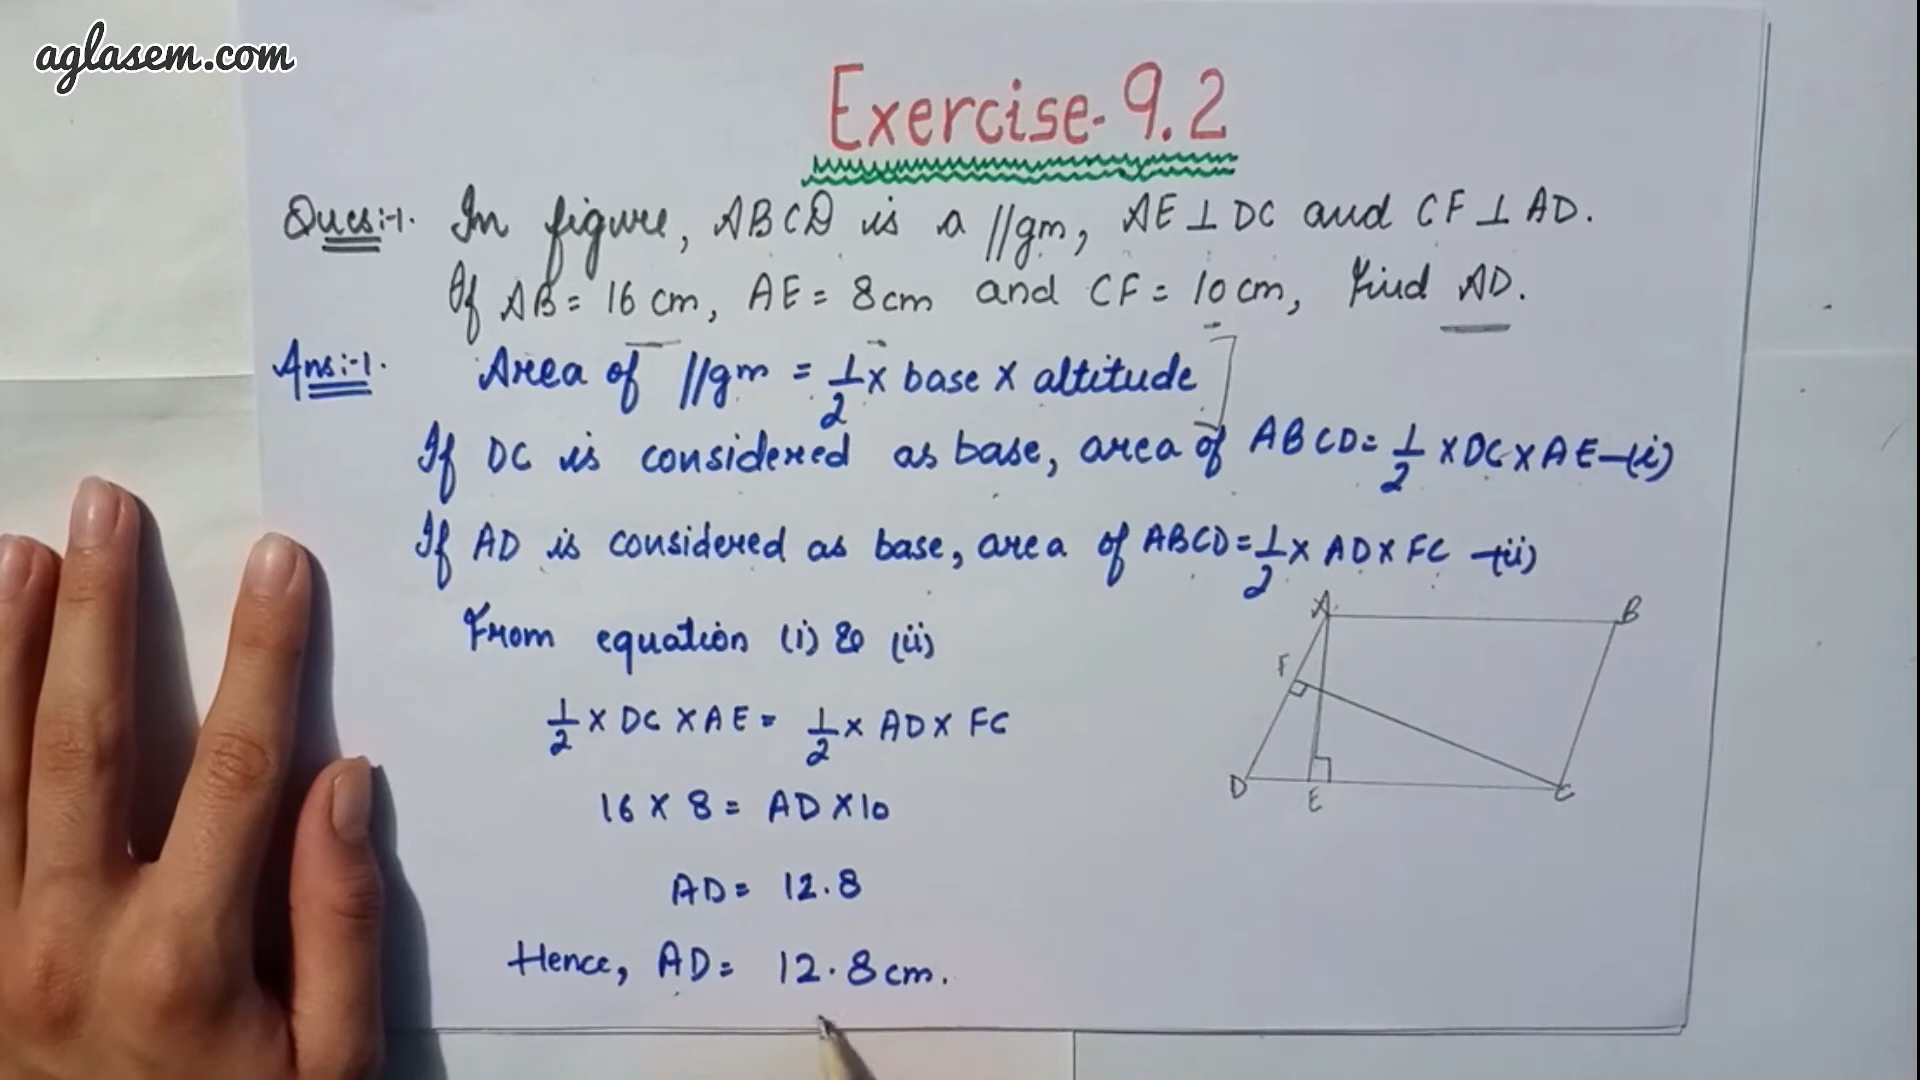 aglasem.com
Exercise-9.2
Ques:-1. In figure, ABCD is a //gm, AE ⊥ DC and CF ⊥ AD.
If AB = 16 cm, AE = 8 cm and CF = 10 cm, Find AD.
Ans:-1. Area of //gm = 1/2 × base × altitude
If DC is considered as base, area of ABCD = 1/2 × DC × AE —(i)
If AD is considered as base, area of ABCD = 1/2 × AD × FC —(ii)
From equation (i) & (ii)
1/2 × DC × AE = 1/2 × AD × FC
16 × 8 = AD × 10
AD = 12.8
Hence, AD = 12.8 cm.
A B
F
D E C